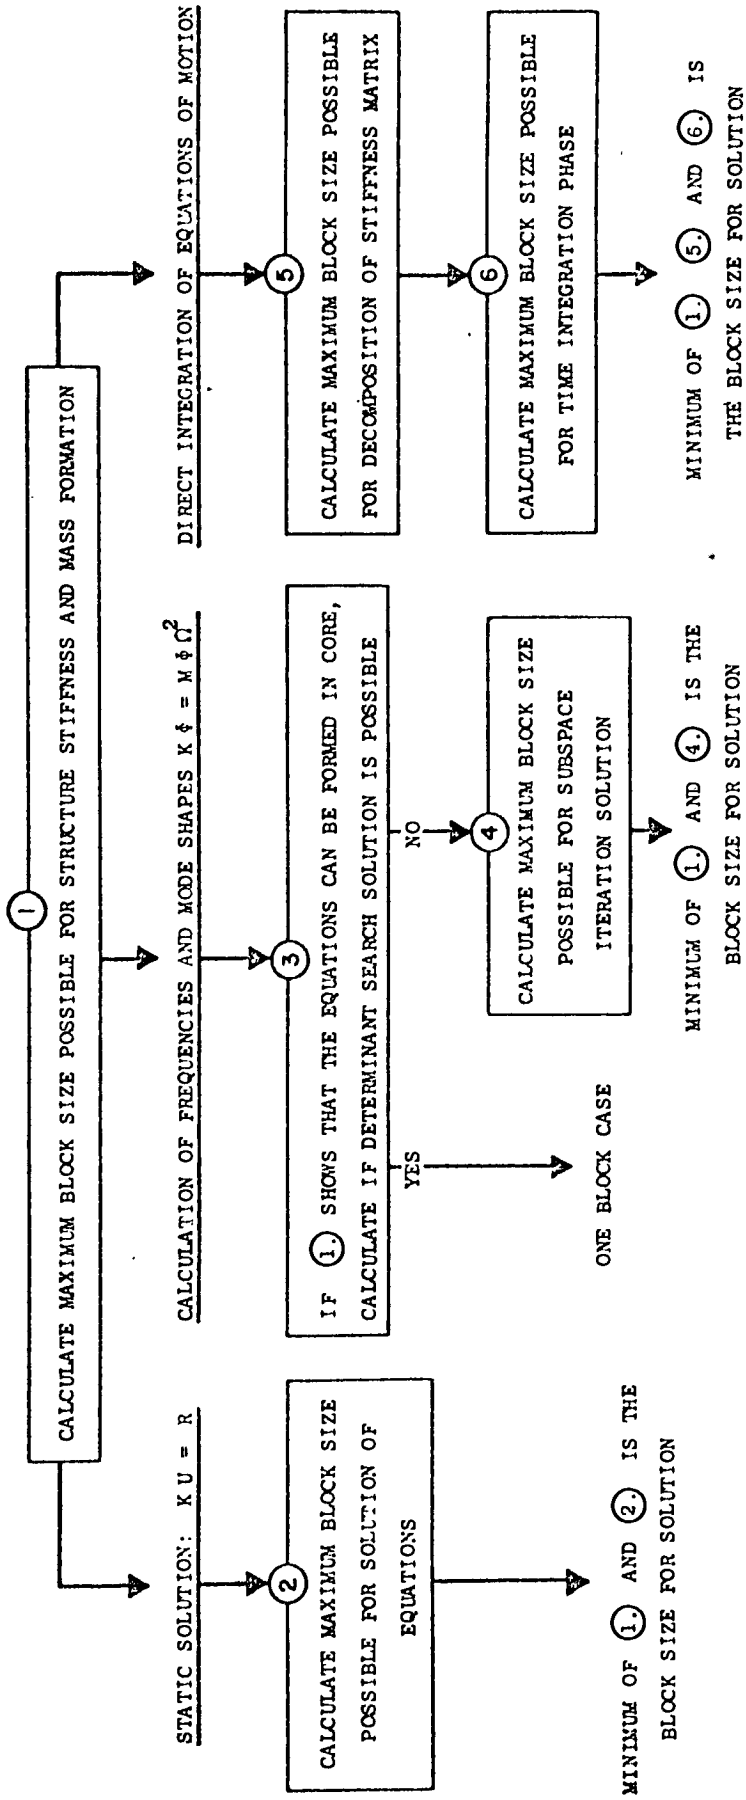 1
CALCULATE MAXIMUM BLOCK SIZE POSSIBLE FOR STRUCTURE STIFFNESS AND MASS FORMATION
STATIC SOLUTION: K U = R
2
CALCULATE MAXIMUM BLOCK SIZE
POSSIBLE FOR SOLUTION OF
EQUATIONS
MINIMUM OF 1. AND 2. IS THE
BLOCK SIZE FOR SOLUTION
CALCULATION OF FREQUENCIES AND MODE SHAPES K Φ = M Φ Ω²
3
IF 1. SHOWS THAT THE EQUATIONS CAN BE FORMED IN CORE,
CALCULATE IF DETERMINANT SEARCH SOLUTION IS POSSIBLE
YES
NO
ONE BLOCK CASE
4
CALCULATE MAXIMUM BLOCK SIZE
POSSIBLE FOR SUBSPACE
ITERATION SOLUTION
MINIMUM OF 1. AND 4. IS THE
BLOCK SIZE FOR SOLUTION
DIRECT INTEGRATION OF EQUATIONS OF MOTION
5
CALCULATE MAXIMUM BLOCK SIZE POSSIBLE
FOR DECOMPOSITION OF STIFFNESS MATRIX
6
CALCULATE MAXIMUM BLOCK SIZE POSSIBLE
FOR TIME INTEGRATION PHASE
MINIMUM OF 1. 5. AND 6. IS
THE BLOCK SIZE FOR SOLUTION